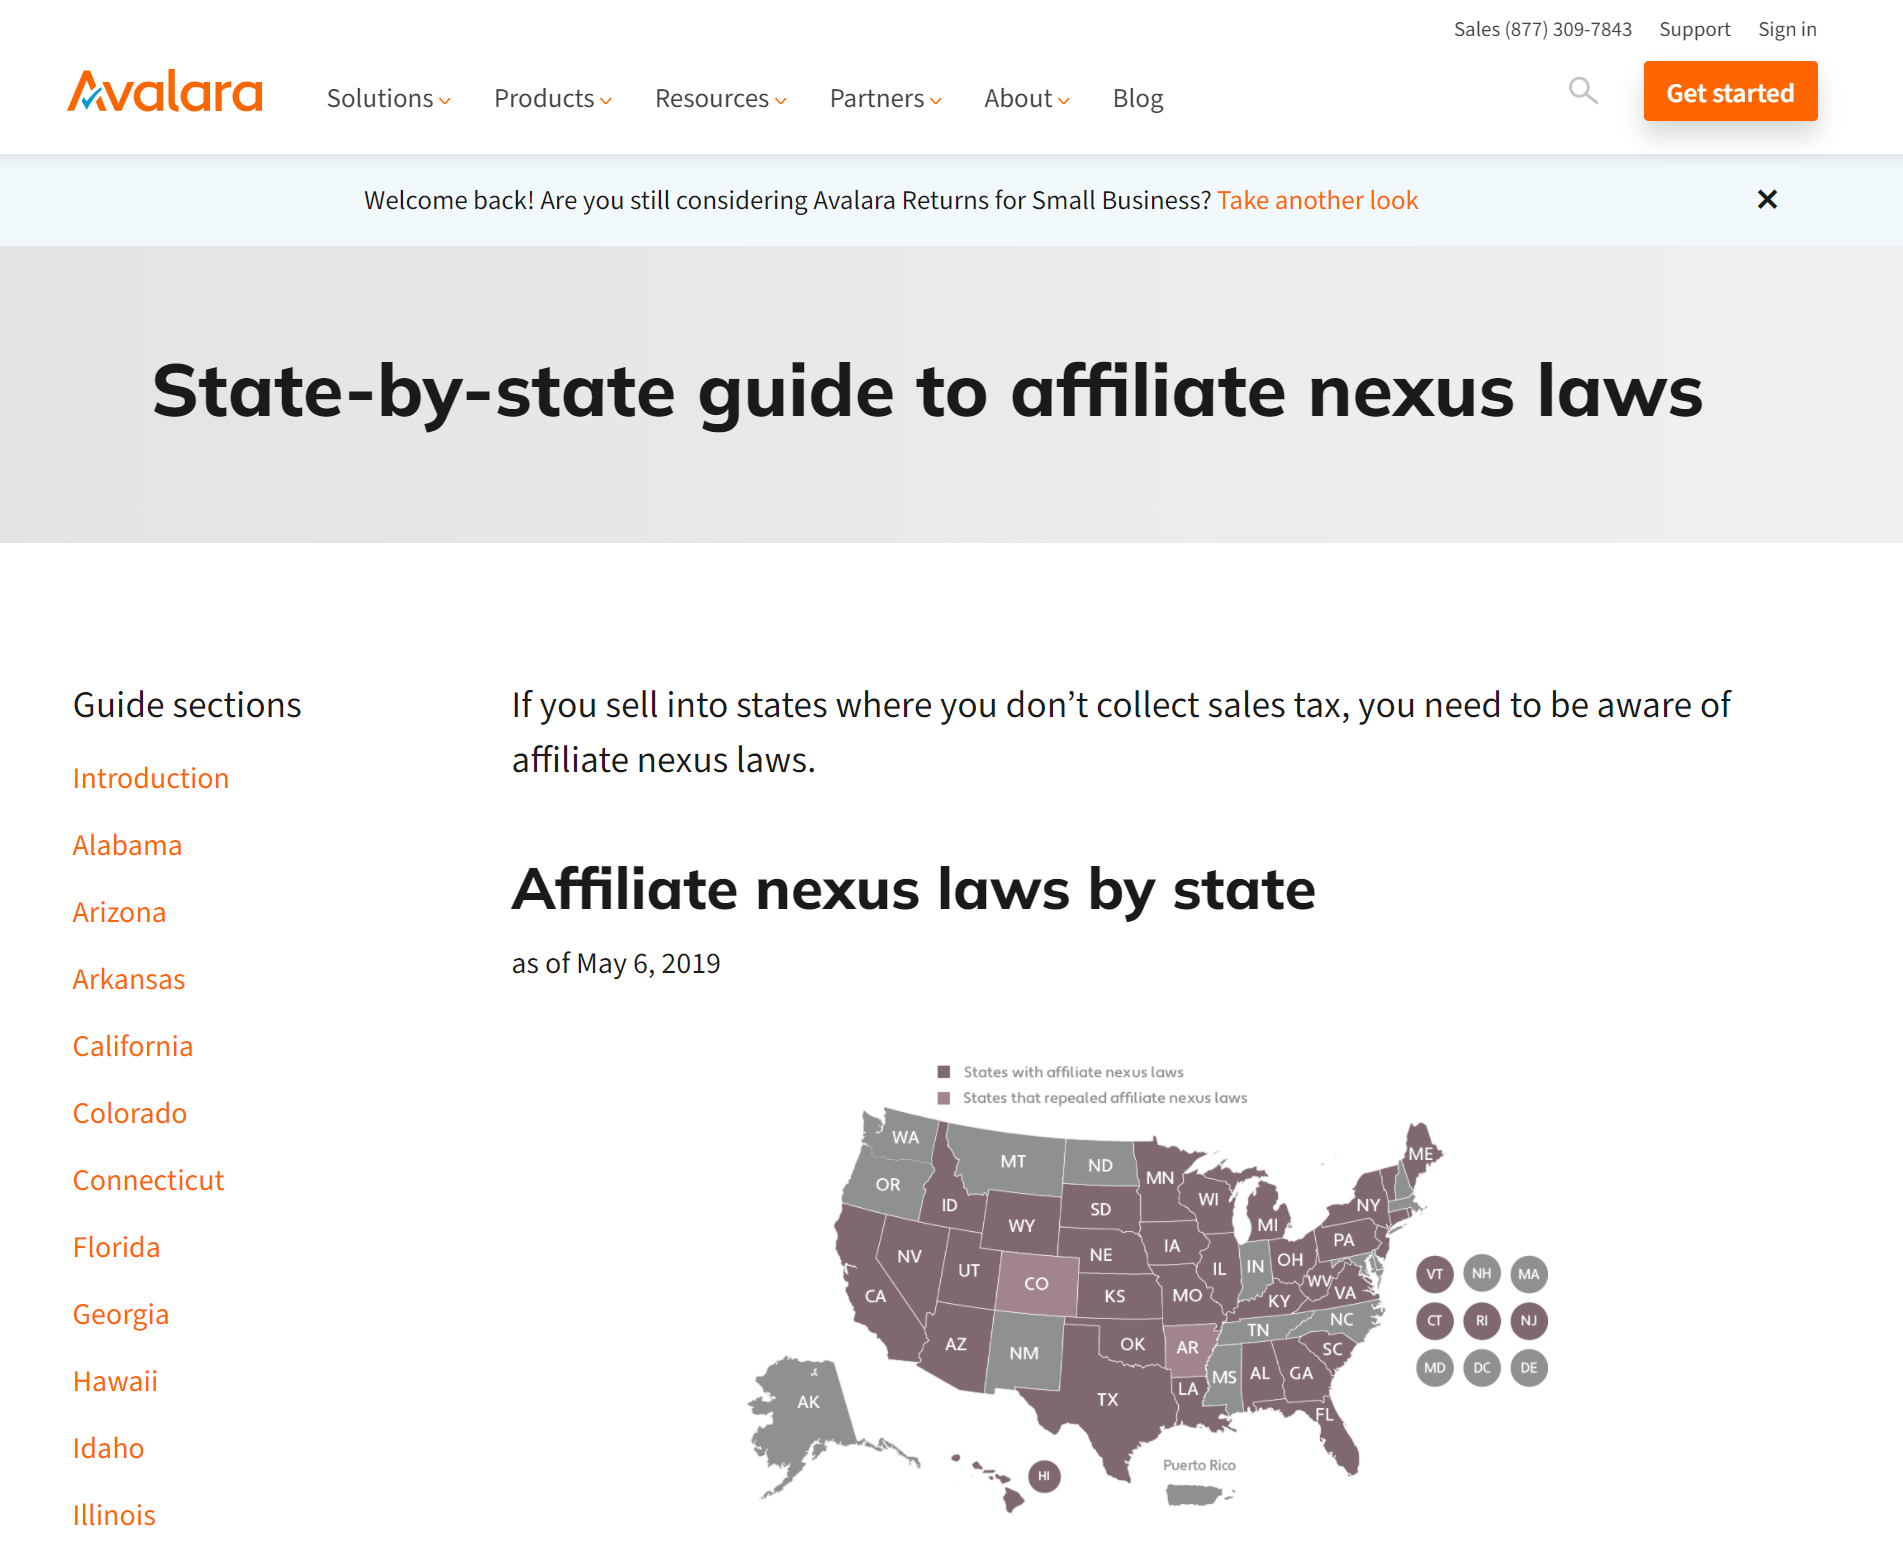 Sales (877) 309-7843 Support Sign in
Avalara Solutions Products Resources Partners About Blog Get started
Welcome back! Are you still considering Avalara Returns for Small Business? Take another look
State-by-state guide to affiliate nexus laws
Guide sections
Introduction
Alabama
Arizona
Arkansas
California
Colorado
Connecticut
Florida
Georgia
Hawaii
Idaho
Illinois
If you sell into states where you don’t collect sales tax, you need to be aware of
affiliate nexus laws.
Affiliate nexus laws by state
as of May 6, 2019
States with affiliate nexus laws
States that repealed affiliate nexus laws
WA
MT
ND
MN
ME
OR
ID
WY
SD
WI
MI
NY
NV
UT
CO
NE
IA
IL
IN
OH
PA
CA
KS
MO
KY
WV
VA
VT NH MA
AZ
NM
OK
AR
TN
NC
CT RI NJ
TX
LA
MS
AL
GA
SC
MD DC DE
AK
FL
HI
Puerto Rico